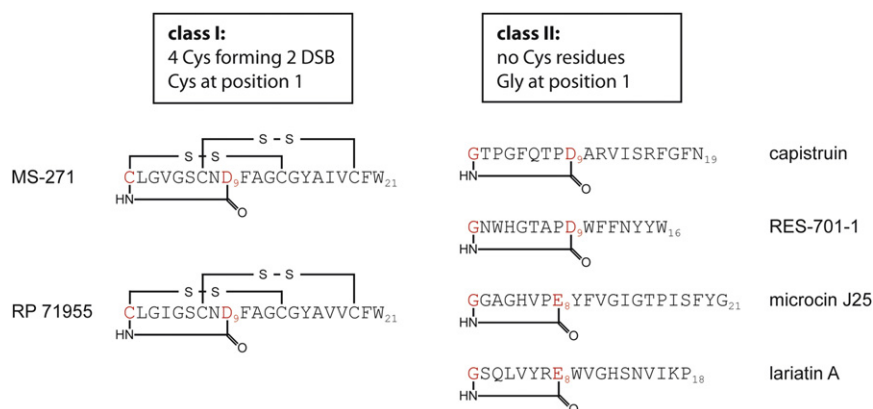 class I:
4 Cys forming 2 DSB
Cys at position 1
class II:
no Cys residues
Gly at position 1
MS-271
S S
S S
CLGVGSCND9FAGCGYAIVCFW21
HN
O
RP 71955
S - S
S S
CLGIGSCND9FAGCGYAVVCFW21
HN
O
GTPGFQTPD9ARVISRFGFN19
capistruin
HN
O
GNWHGTAPD9WFFNYYW16
RES-701-1
HN
O
GGAGHVPE8YFVGIGTPISFYG21
microcin J25
HN
O
GSQLVYRE8WVGHSNVIKP18
lariatin A
HN
O